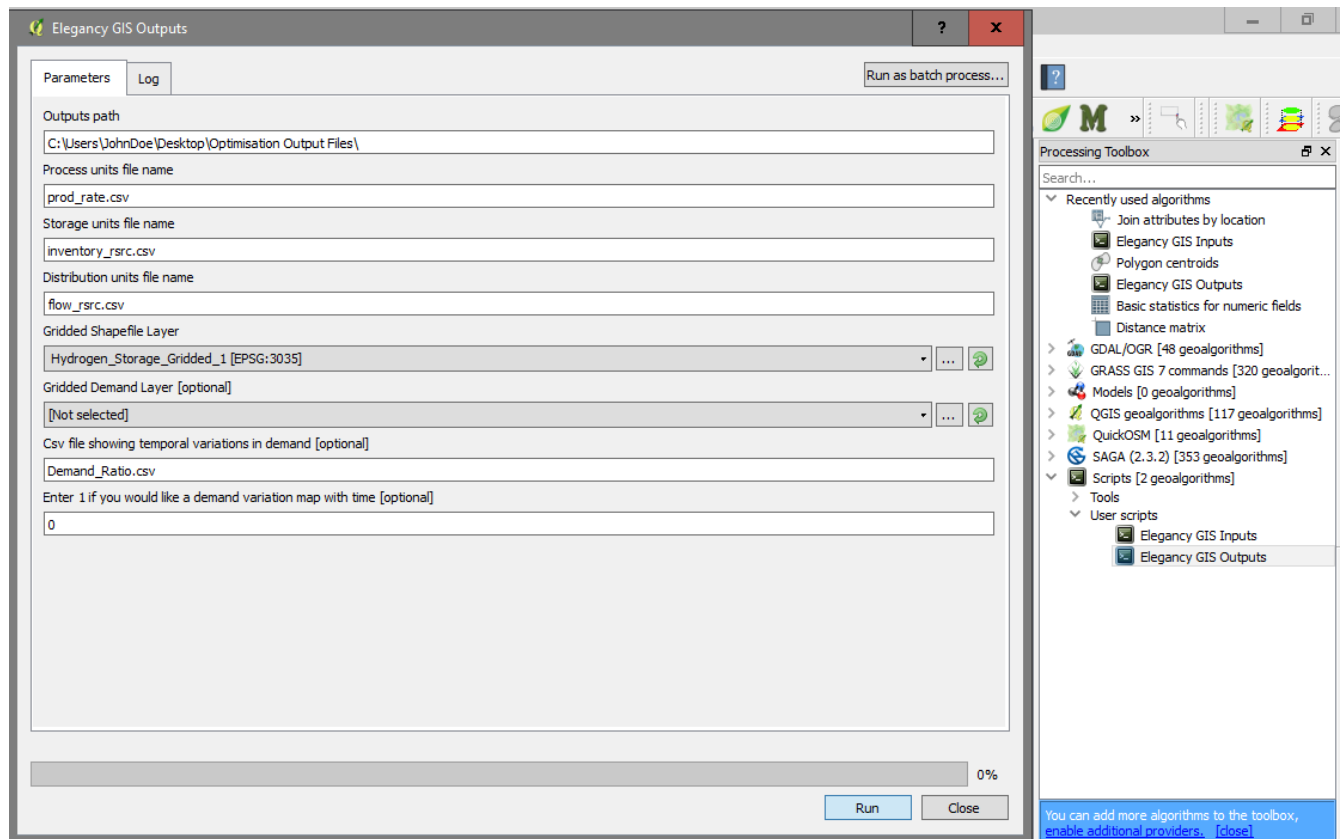 Elegancy GIS Outputs
?
x
Parameters
Log
Run as batch process...
Outputs path
C:\Users\JohnDoe\Desktop\Optimisation Output Files\
Process units file name
prod_rate.csv
Storage units file name
inventory_rsrc.csv
Distribution units file name
flow_rsrc.csv
Gridded Shapefile Layer
Hydrogen_Storage_Gridded_1 [EPSG:3035]
...
Gridded Demand Layer [optional]
[Not selected]
...
Csv file showing temporal variations in demand [optional]
Demand_Ratio.csv
Enter 1 if you would like a demand variation map with time [optional]
0
0%
Run
Close
?
M
»
Processing Toolbox
Search...
Recently used algorithms
Join attributes by location
Elegancy GIS Inputs
Polygon centroids
Elegancy GIS Outputs
Basic statistics for numeric fields
Distance matrix
GDAL/OGR [48 geoalgorithms]
GRASS GIS 7 commands [320 geoalgorit...
Models [0 geoalgorithms]
QGIS geoalgorithms [117 geoalgorithms]
QuickOSM [11 geoalgorithms]
SAGA (2.3.2) [353 geoalgorithms]
Scripts [2 geoalgorithms]
Tools
User scripts
Elegancy GIS Inputs
Elegancy GIS Outputs
You can add more algorithms to the toolbox,
enable additional providers. [close]